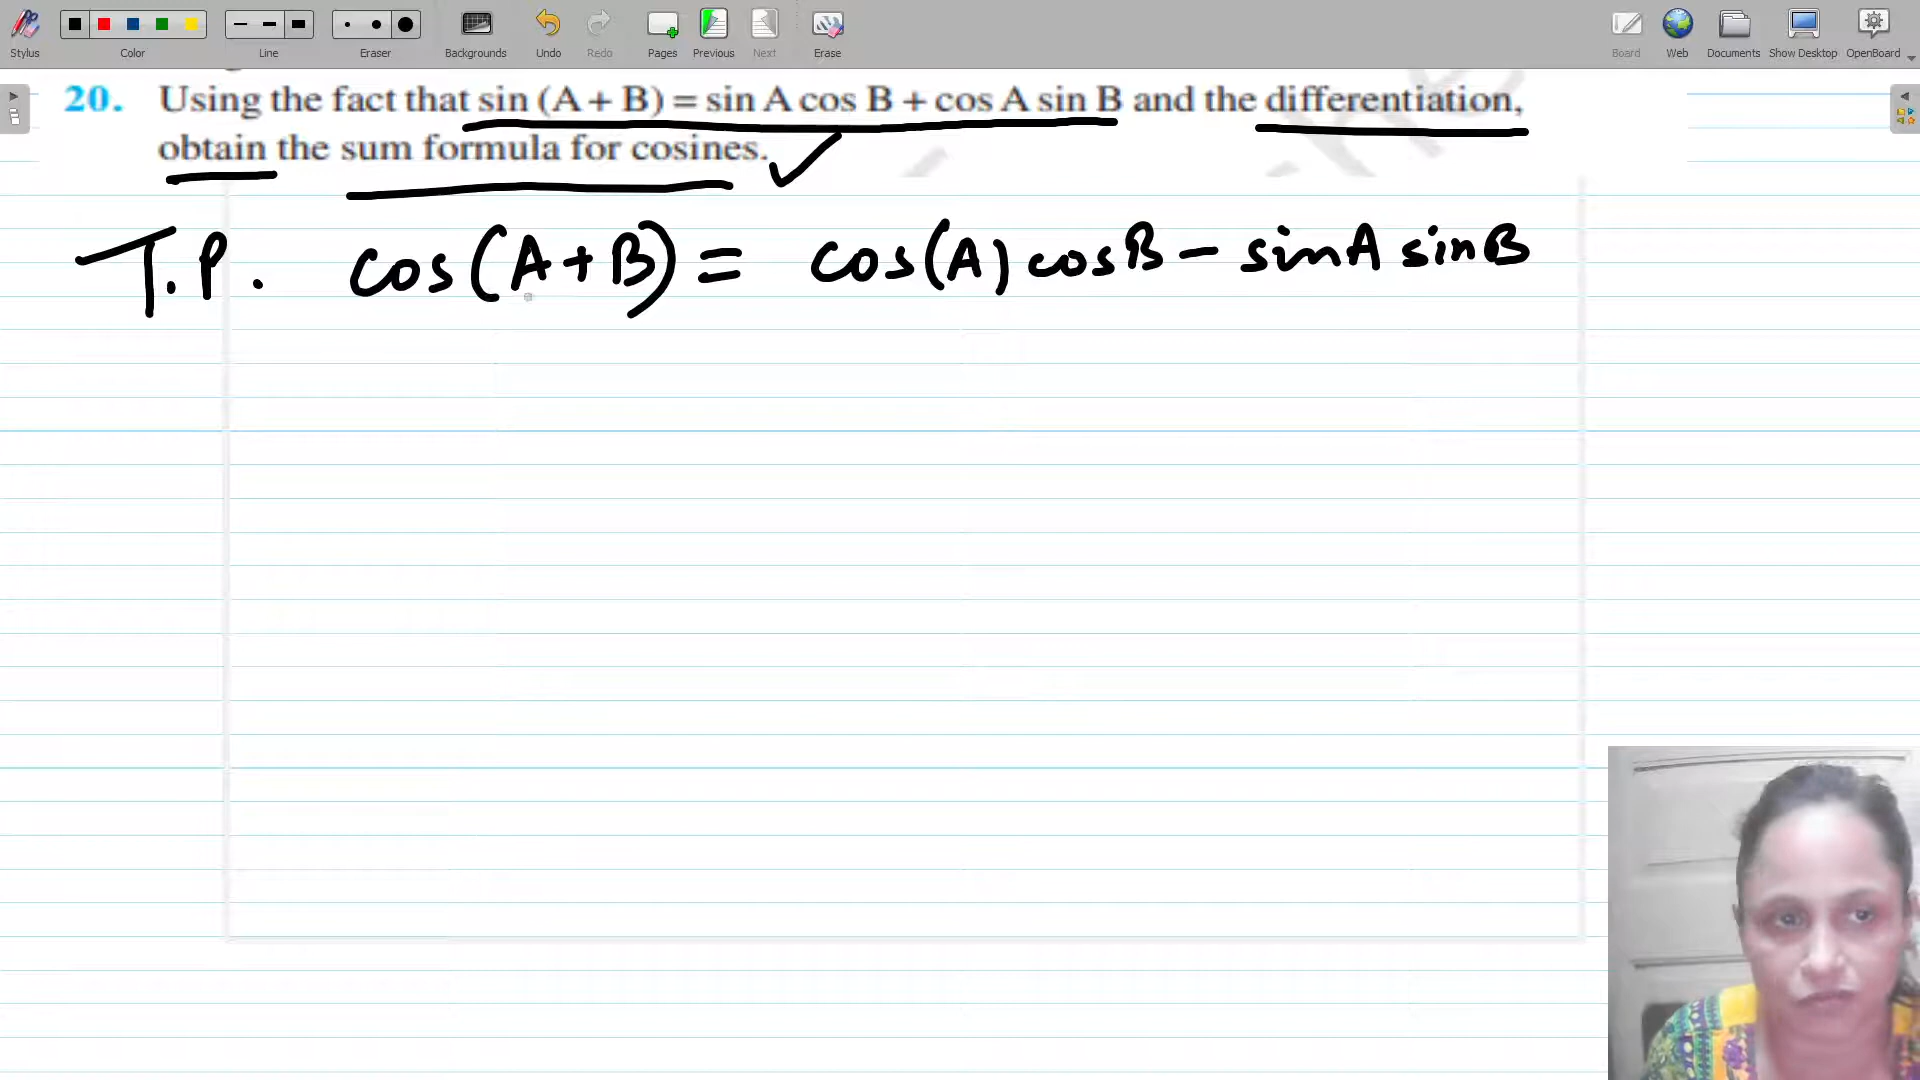 Stylus Color Line Eraser Backgrounds Undo Redo Pages Previous Next Erase Board Web Documents Show Desktop OpenBoard
20. Using the fact that sin (A + B) = sin A cos B + cos A sin B and the differentiation,
obtain the sum formula for cosines.
T.P. cos(A+B) = cos(A) cosB - sinA sinB